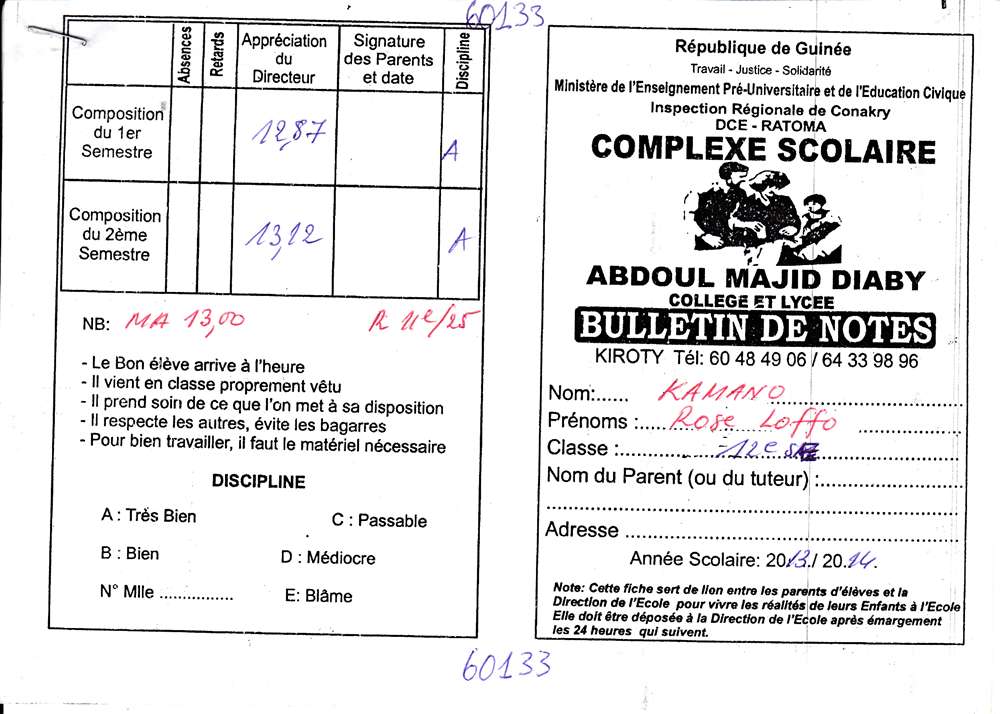 60133
Absences
Retards
Appréciation du Directeur
Signature des Parents et date
Discipline
Composition du 1er Semestre
12,87
A
Composition du 2ème Semestre
13,12
A
NB: MA 13,00 R 11e/25
- Le Bon élève arrive à l'heure
- Il vient en classe proprement vêtu
- Il prend soin de ce que l'on met à sa disposition
- Il respecte les autres, évite les bagarres
- Pour bien travailler, il faut le matériel nécessaire
DISCIPLINE
A : Très Bien
C : Passable
B : Bien
D : Médiocre
N° Mlle ................
E: Blâme
République de Guinée
Travail - Justice - Solidarité
Ministère de l'Enseignement Pré-Universitaire et de l'Education Civique
Inspection Régionale de Conakry
DCE - RATOMA
COMPLEXE SCOLAIRE
ABDOUL MAJID DIABY
COLLEGE ET LYCEE
BULLETIN DE NOTES
KIROTY Tél: 60 48 49 06 / 64 33 98 96
Nom:...... KAMANO
Prénoms :.... Rose Loffo
Classe :........ 12e
Nom du Parent (ou du tuteur) :........................
Adresse ........................
Année Scolaire: 2013./ 2014.
Note: Cette fiche sert de lion entre les parents d'élèves et la
Direction de l'Ecole pour vivre les réalités de leurs Enfants à l'Ecole
Elle doit être déposée à la Direction de l'Ecole après émargement
les 24 heures qui suivent.
60133